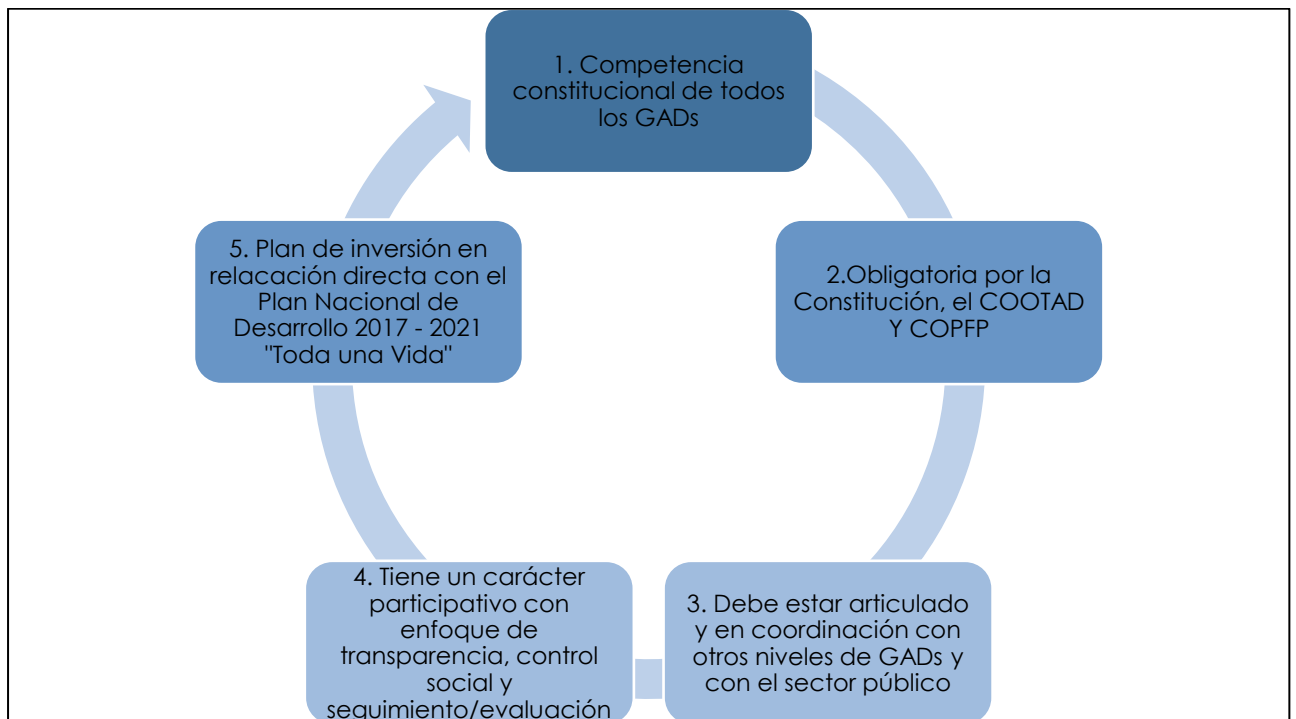 1. Competencia
constitucional de todos
los GADs
2.Obligatoria por la
Constitución, el COOTAD
Y COPFP
3. Debe estar articulado
y en coordinación con
otros niveles de GADs y
con el sector público
4. Tiene un carácter
participativo con
enfoque de
transparencia, control
social y
seguimiento/evaluación
5. Plan de inversión en
relacación directa con el
Plan Nacional de
Desarrollo 2017 - 2021
"Toda una Vida"